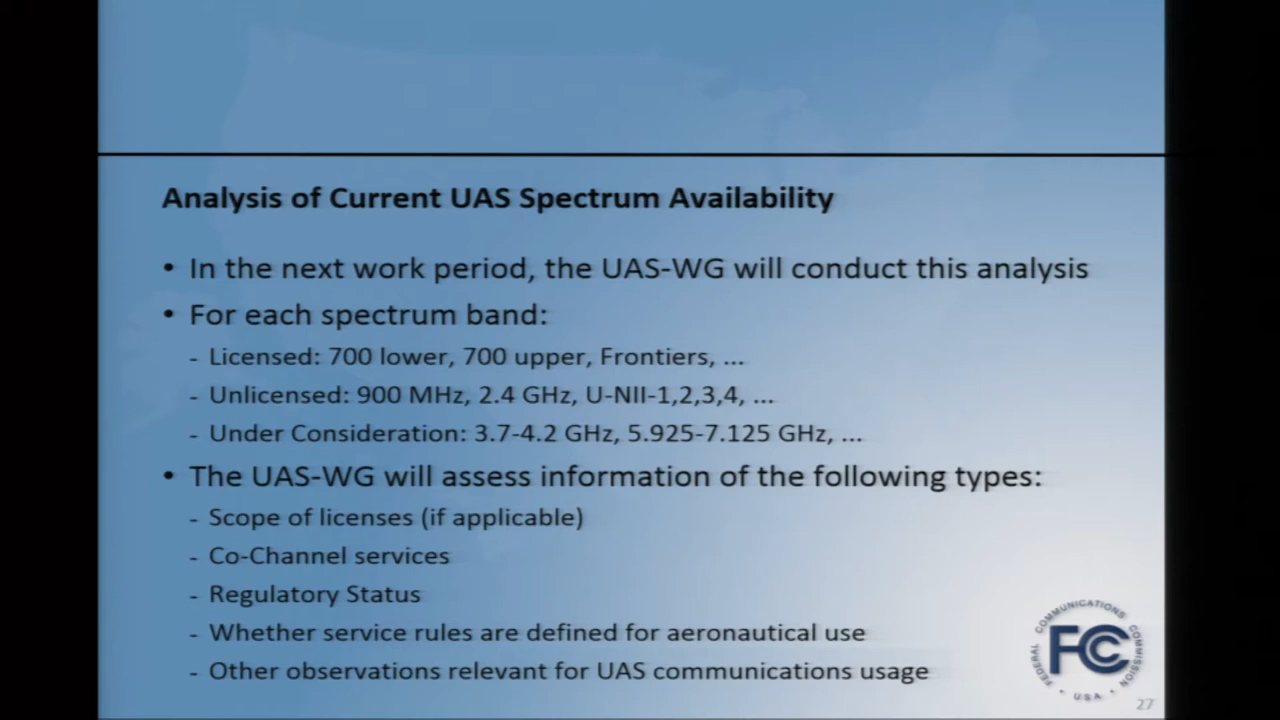 Analysis of Current UAS Spectrum Availability
• In the next work period, the UAS-WG will conduct this analysis
• For each spectrum band:
- Licensed: 700 lower, 700 upper, Frontiers, ...
- Unlicensed: 900 MHz, 2.4 GHz, U-NII-1,2,3,4, ...
- Under Consideration: 3.7-4.2 GHz, 5.925-7.125 GHz, ...
• The UAS-WG will assess information of the following types:
- Scope of licenses (if applicable)
- Co-Channel services
- Regulatory Status
- Whether service rules are defined for aeronautical use
- Other observations relevant for UAS communications usage
FEDERAL COMMUNICATIONS COMMISSION
FCC
• USA •
27